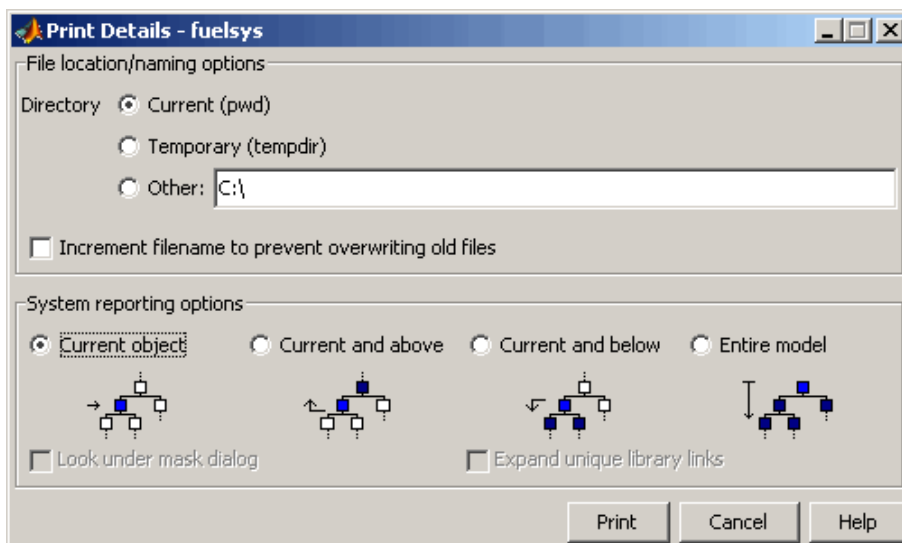 Print Details - fuelsys
File location/naming options
Directory Current (pwd)
Temporary (tempdir)
Other: C:\
Increment filename to prevent overwriting old files
System reporting options
Current object Current and above Current and below Entire model
Look under mask dialog Expand unique library links
Print Cancel Help